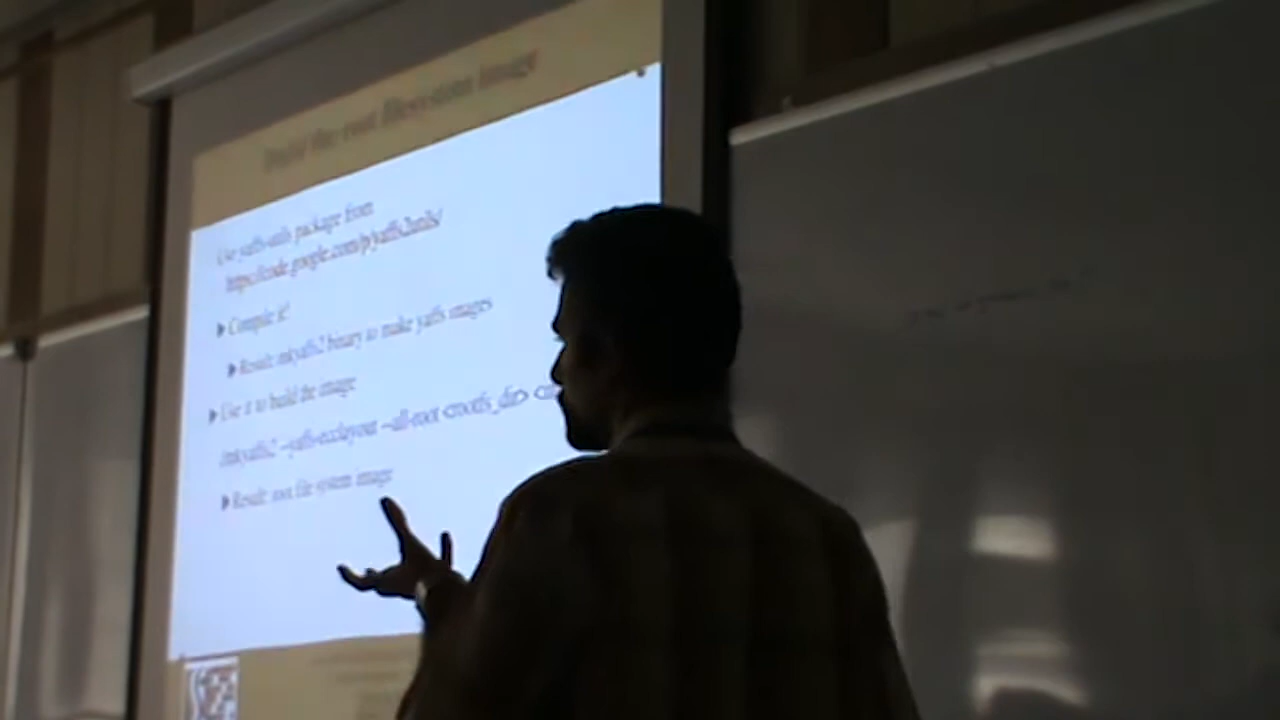 Build the root filesystem image
Use yaffs-utils package from
https://code.google.com/p/yaffs2utils/
Compile it!
Result: mkyaffs2 binary to make yaffs images
Use it to build the image
./mkyaffs2 --yaffs-ecclayout --all-root <rootfs_dir>
Result: root file system image